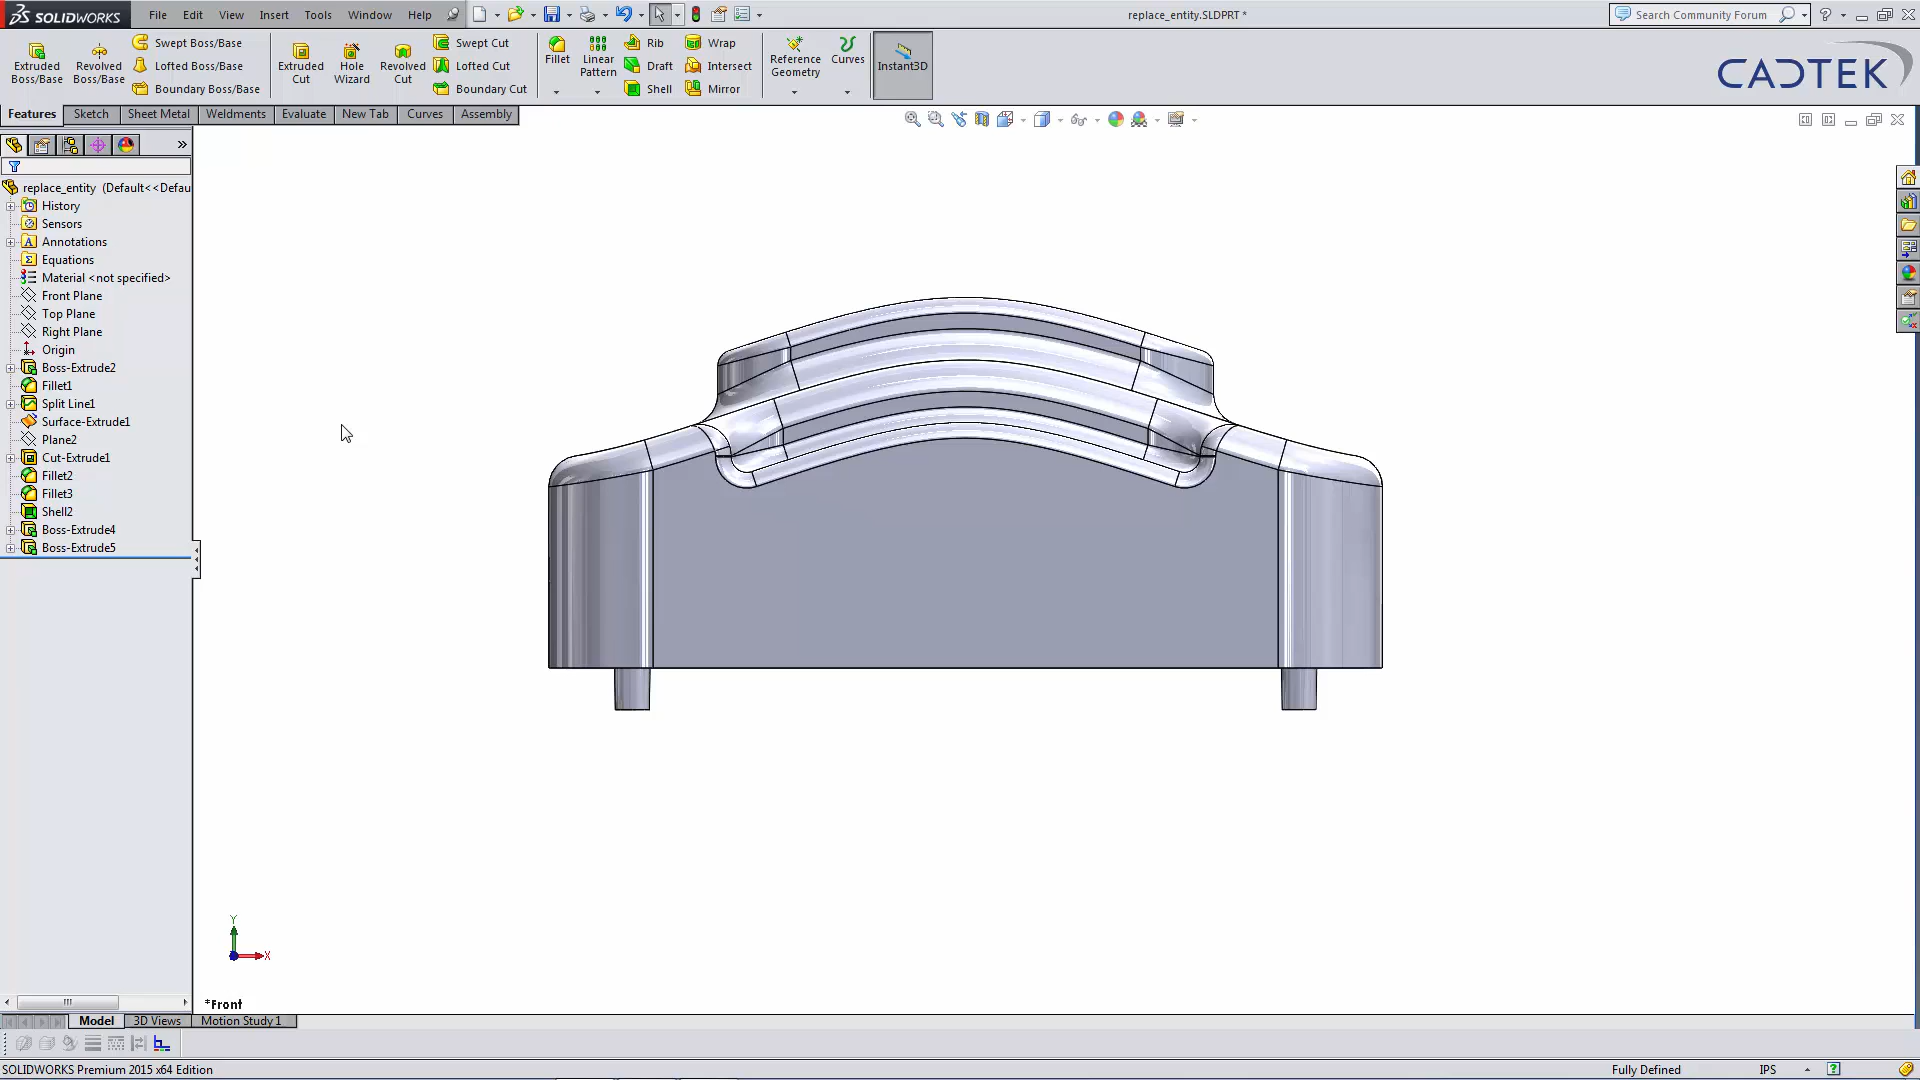 SOLIDWORKS File Edit View Insert Tools Window Help replace_entity.SLDPRT * Search Community Forum
Extruded Boss/Base
Revolved Boss/Base
Swept Boss/Base
Lofted Boss/Base
Boundary Boss/Base
Extruded Cut
Hole Wizard
Revolved Cut
Swept Cut
Lofted Cut
Boundary Cut
Fillet
Linear Pattern
Rib
Draft
Shell
Wrap
Intersect
Mirror
Reference Geometry
Curves
Instant3D
CADTEK
Features Sketch Sheet Metal Weldments Evaluate New Tab Curves Assembly
replace_entity (Default<<Defau
History
Sensors
Annotations
Equations
Material <not specified>
Front Plane
Top Plane
Right Plane
Origin
Boss-Extrude2
Fillet1
Split Line1
Surface-Extrude1
Plane2
Cut-Extrude1
Fillet2
Fillet3
Shell2
Boss-Extrude4
Boss-Extrude5
Y
X
*Front
Model 3D Views Motion Study 1
SOLIDWORKS Premium 2015 x64 Edition Fully Defined IPS